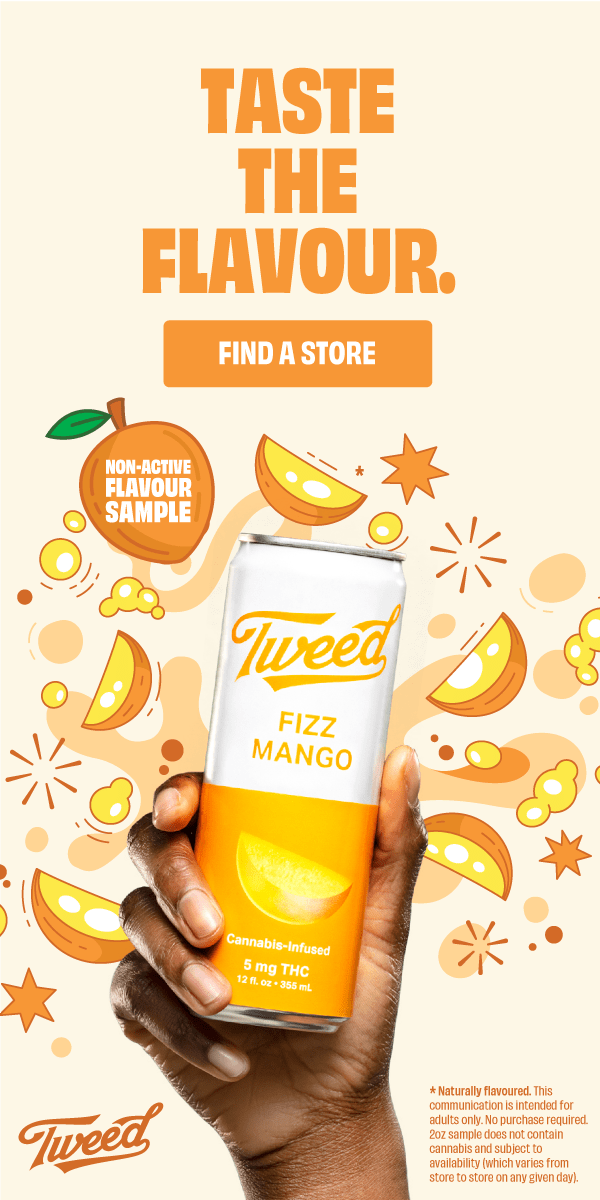 TASTE
THE
FLAVOUR.
FIND A STORE
NON-ACTIVE
FLAVOUR
SAMPLE
*
Tweed
FIZZ
MANGO
Cannabis-Infused
5 mg THC
12 fl. oz • 355 mL
Tweed
* Naturally flavoured. This
communication is intended for
adults only. No purchase required.
2oz sample does not contain
cannabis and subject to
availability (which varies from
store to store on any given day).